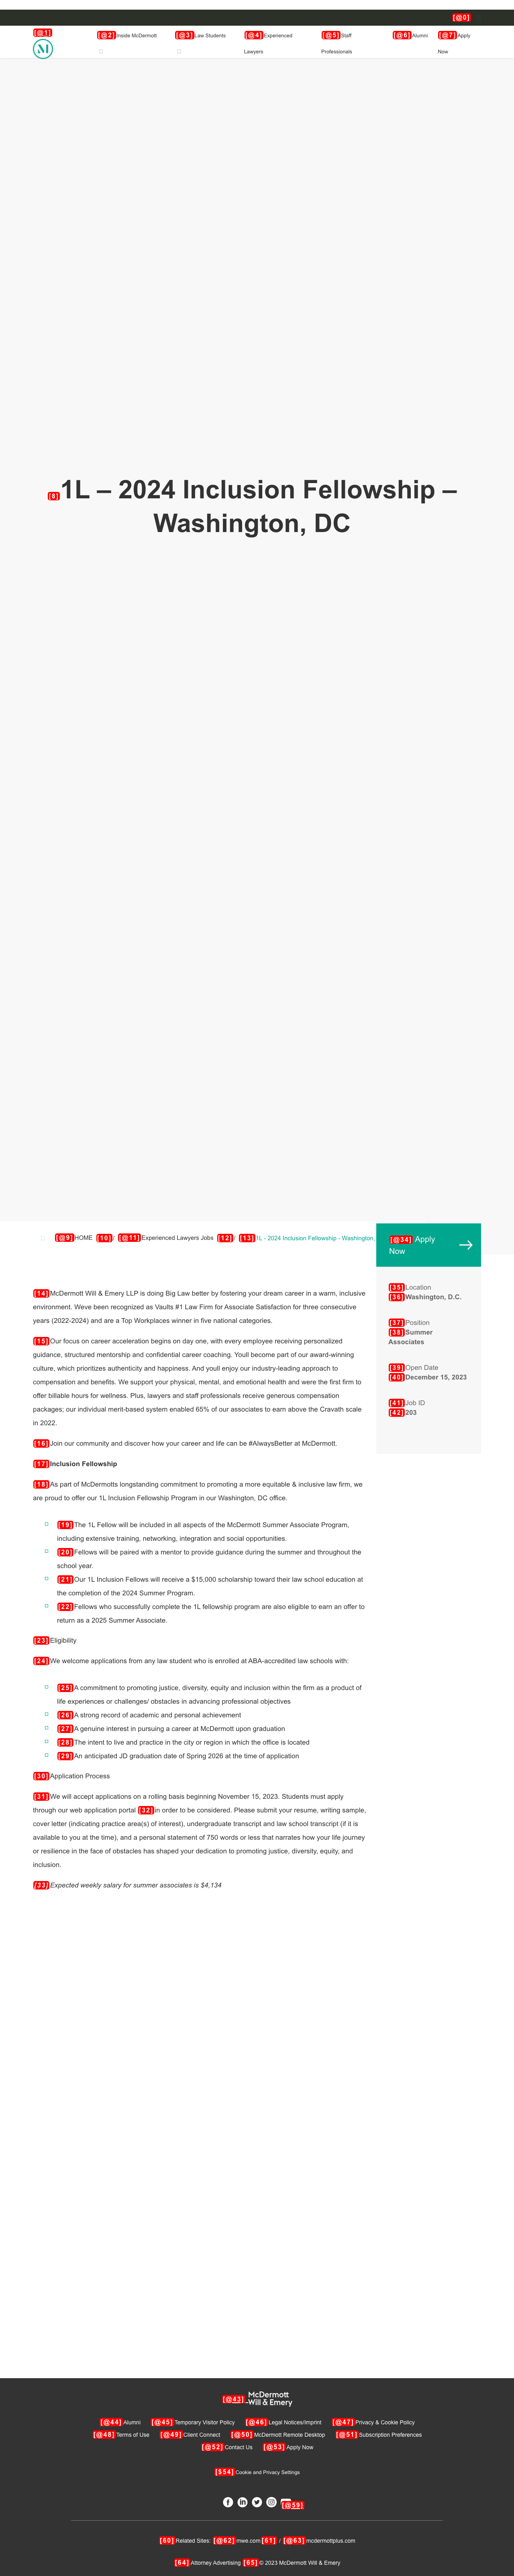 [@0]
[@1]
M
[@2]Inside McDermott
[@3]Law Students
[@4]Experienced
Lawyers
[@5]Staff
Professionals
[@6]Alumni
[@7]Apply
Now
[8]1L – 2024 Inclusion Fellowship –
Washington, DC
[@9]HOME [10]/ [@11]Experienced Lawyers Jobs [12]/ [13]1L - 2024 Inclusion Fellowship - Washington,
[@34]Apply
Now
[14]McDermott Will & Emery LLP is doing Big Law better by fostering your dream career in a warm, inclusive
environment. Weve been recognized as Vaults #1 Law Firm for Associate Satisfaction for three consecutive
years (2022-2024) and are a Top Workplaces winner in five national categories.
[15]Our focus on career acceleration begins on day one, with every employee receiving personalized
guidance, structured mentorship and confidential career coaching. Youll become part of our award-winning
culture, which prioritizes authenticity and happiness. And youll enjoy our industry-leading approach to
compensation and benefits. We support your physical, mental, and emotional health and were the first firm to
offer billable hours for wellness. Plus, lawyers and staff professionals receive generous compensation
packages; our individual merit-based system enabled 65% of our associates to earn above the Cravath scale
in 2022.
[16]Join our community and discover how your career and life can be #AlwaysBetter at McDermott.
[17]Inclusion Fellowship
[18]As part of McDermotts longstanding commitment to promoting a more equitable & inclusive law firm, we
are proud to offer our 1L Inclusion Fellowship Program in our Washington, DC office.
[19]The 1L Fellow will be included in all aspects of the McDermott Summer Associate Program,
including extensive training, networking, integration and social opportunities.
[20]Fellows will be paired with a mentor to provide guidance during the summer and throughout the
school year.
[21]Our 1L Inclusion Fellows will receive a $15,000 scholarship toward their law school education at
the completion of the 2024 Summer Program.
[22]Fellows who successfully complete the 1L fellowship program are also eligible to earn an offer to
return as a 2025 Summer Associate.
[23]Eligibility
[24]We welcome applications from any law student who is enrolled at ABA-accredited law schools with:
[25]A commitment to promoting justice, diversity, equity and inclusion within the firm as a product of
life experiences or challenges/ obstacles in advancing professional objectives
[26]A strong record of academic and personal achievement
[27]A genuine interest in pursuing a career at McDermott upon graduation
[28]The intent to live and practice in the city or region in which the office is located
[29]An anticipated JD graduation date of Spring 2026 at the time of application
[30]Application Process
[31]We will accept applications on a rolling basis beginning November 15, 2023. Students must apply
through our web application portal [32]in order to be considered. Please submit your resume, writing sample,
cover letter (indicating practice area(s) of interest), undergraduate transcript and law school transcript (if it is
available to you at the time), and a personal statement of 750 words or less that narrates how your life journey
or resilience in the face of obstacles has shaped your dedication to promoting justice, diversity, equity, and
inclusion.
[33)Expected weekly salary for summer associates is $4,134
[35]Location
[36]Washington, D.C.
[37]Position
[38]Summer
Associates
[39]Open Date
[40]December 15, 2023
[41]Job ID
[42]203
[@43] McDermott
Will & Emery
[@44]Alumni [@45]Temporary Visitor Policy [@46]Legal Notices/Imprint [@47]Privacy & Cookie Policy
[@48]Terms of Use [@49]Client Connect [@50]McDermott Remote Desktop [@51]Subscription Preferences
[@52]Contact Us [@53]Apply Now
[$54]Cookie and Privacy Settings
[@59]
[60]Related Sites: [@62]mwe.com[61] / [@63]mcdermottplus.com
[64]Attorney Advertising [65]© 2023 McDermott Will & Emery